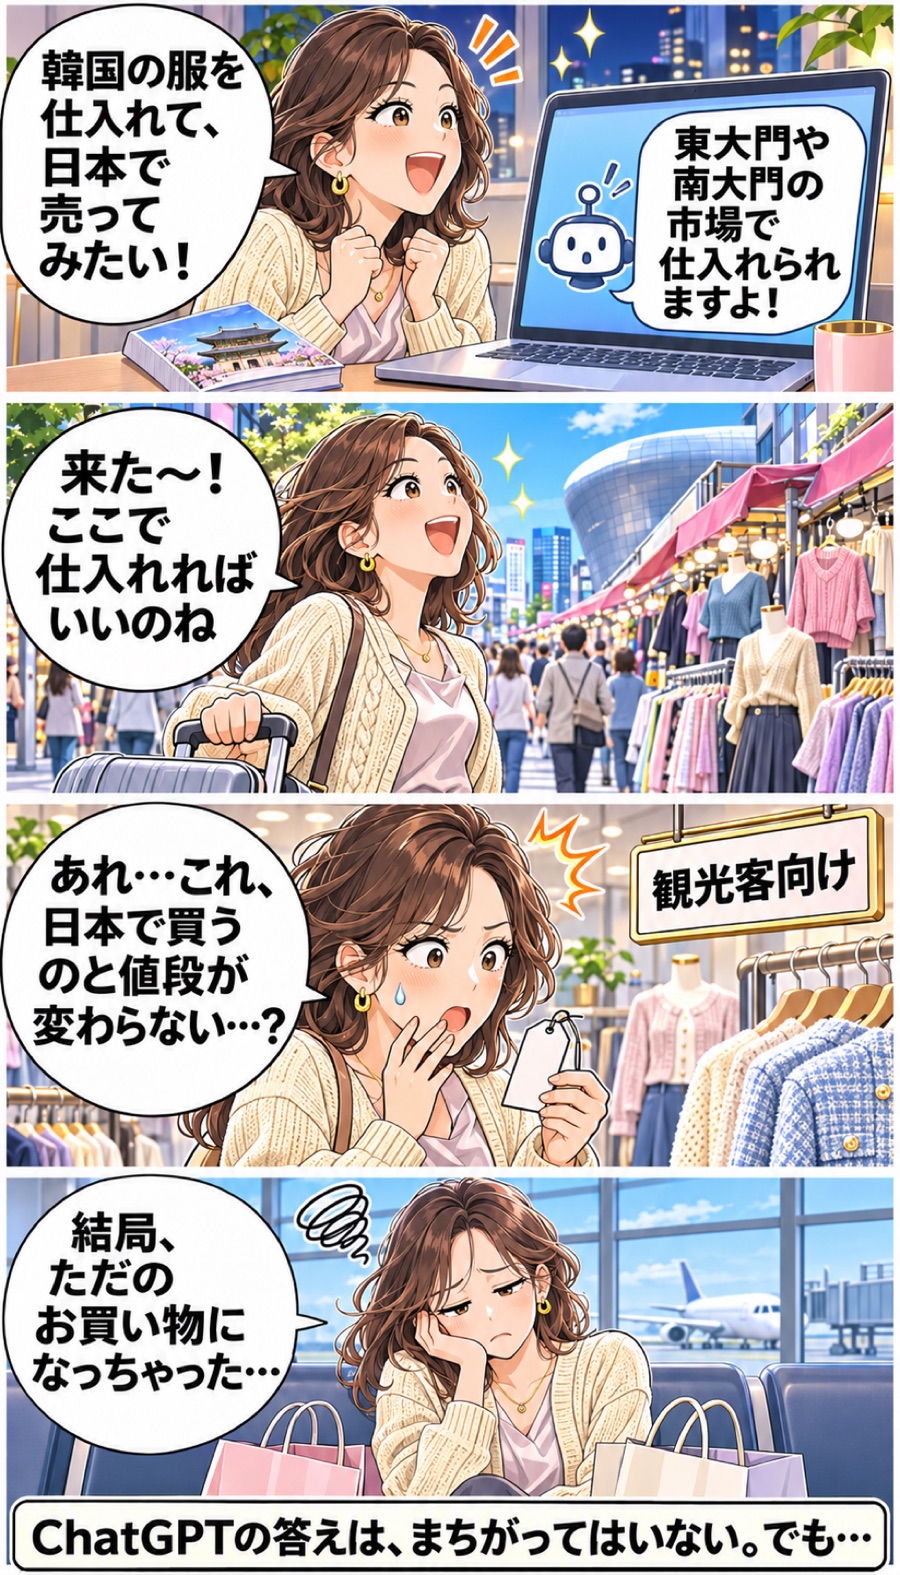 韓国の服を
仕入れて、
日本で
売って
みたい！
東大門や
南大門の
市場で
仕入れられ
ますよ！
来た～！
ここで
仕入れれば
いいのね
あれ…これ、
日本で買う
のと値段が
変わらない…？
観光客向け
結局、
ただの
お買い物に
なっちゃった…
ChatGPTの答えは、まちがってはいない。でも…